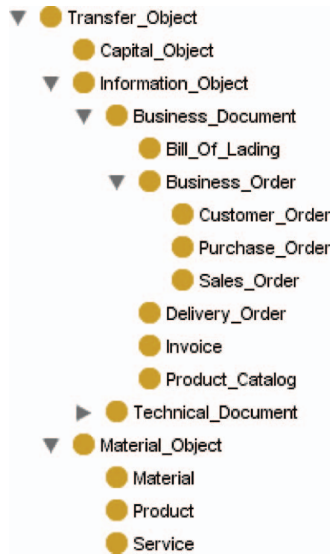 Transfer_Object
Capital_Object
Information_Object
Business_Document
Bill_Of_Lading
Business_Order
Customer_Order
Purchase_Order
Sales_Order
Delivery_Order
Invoice
Product_Catalog
Technical_Document
Material_Object
Material
Product
Service